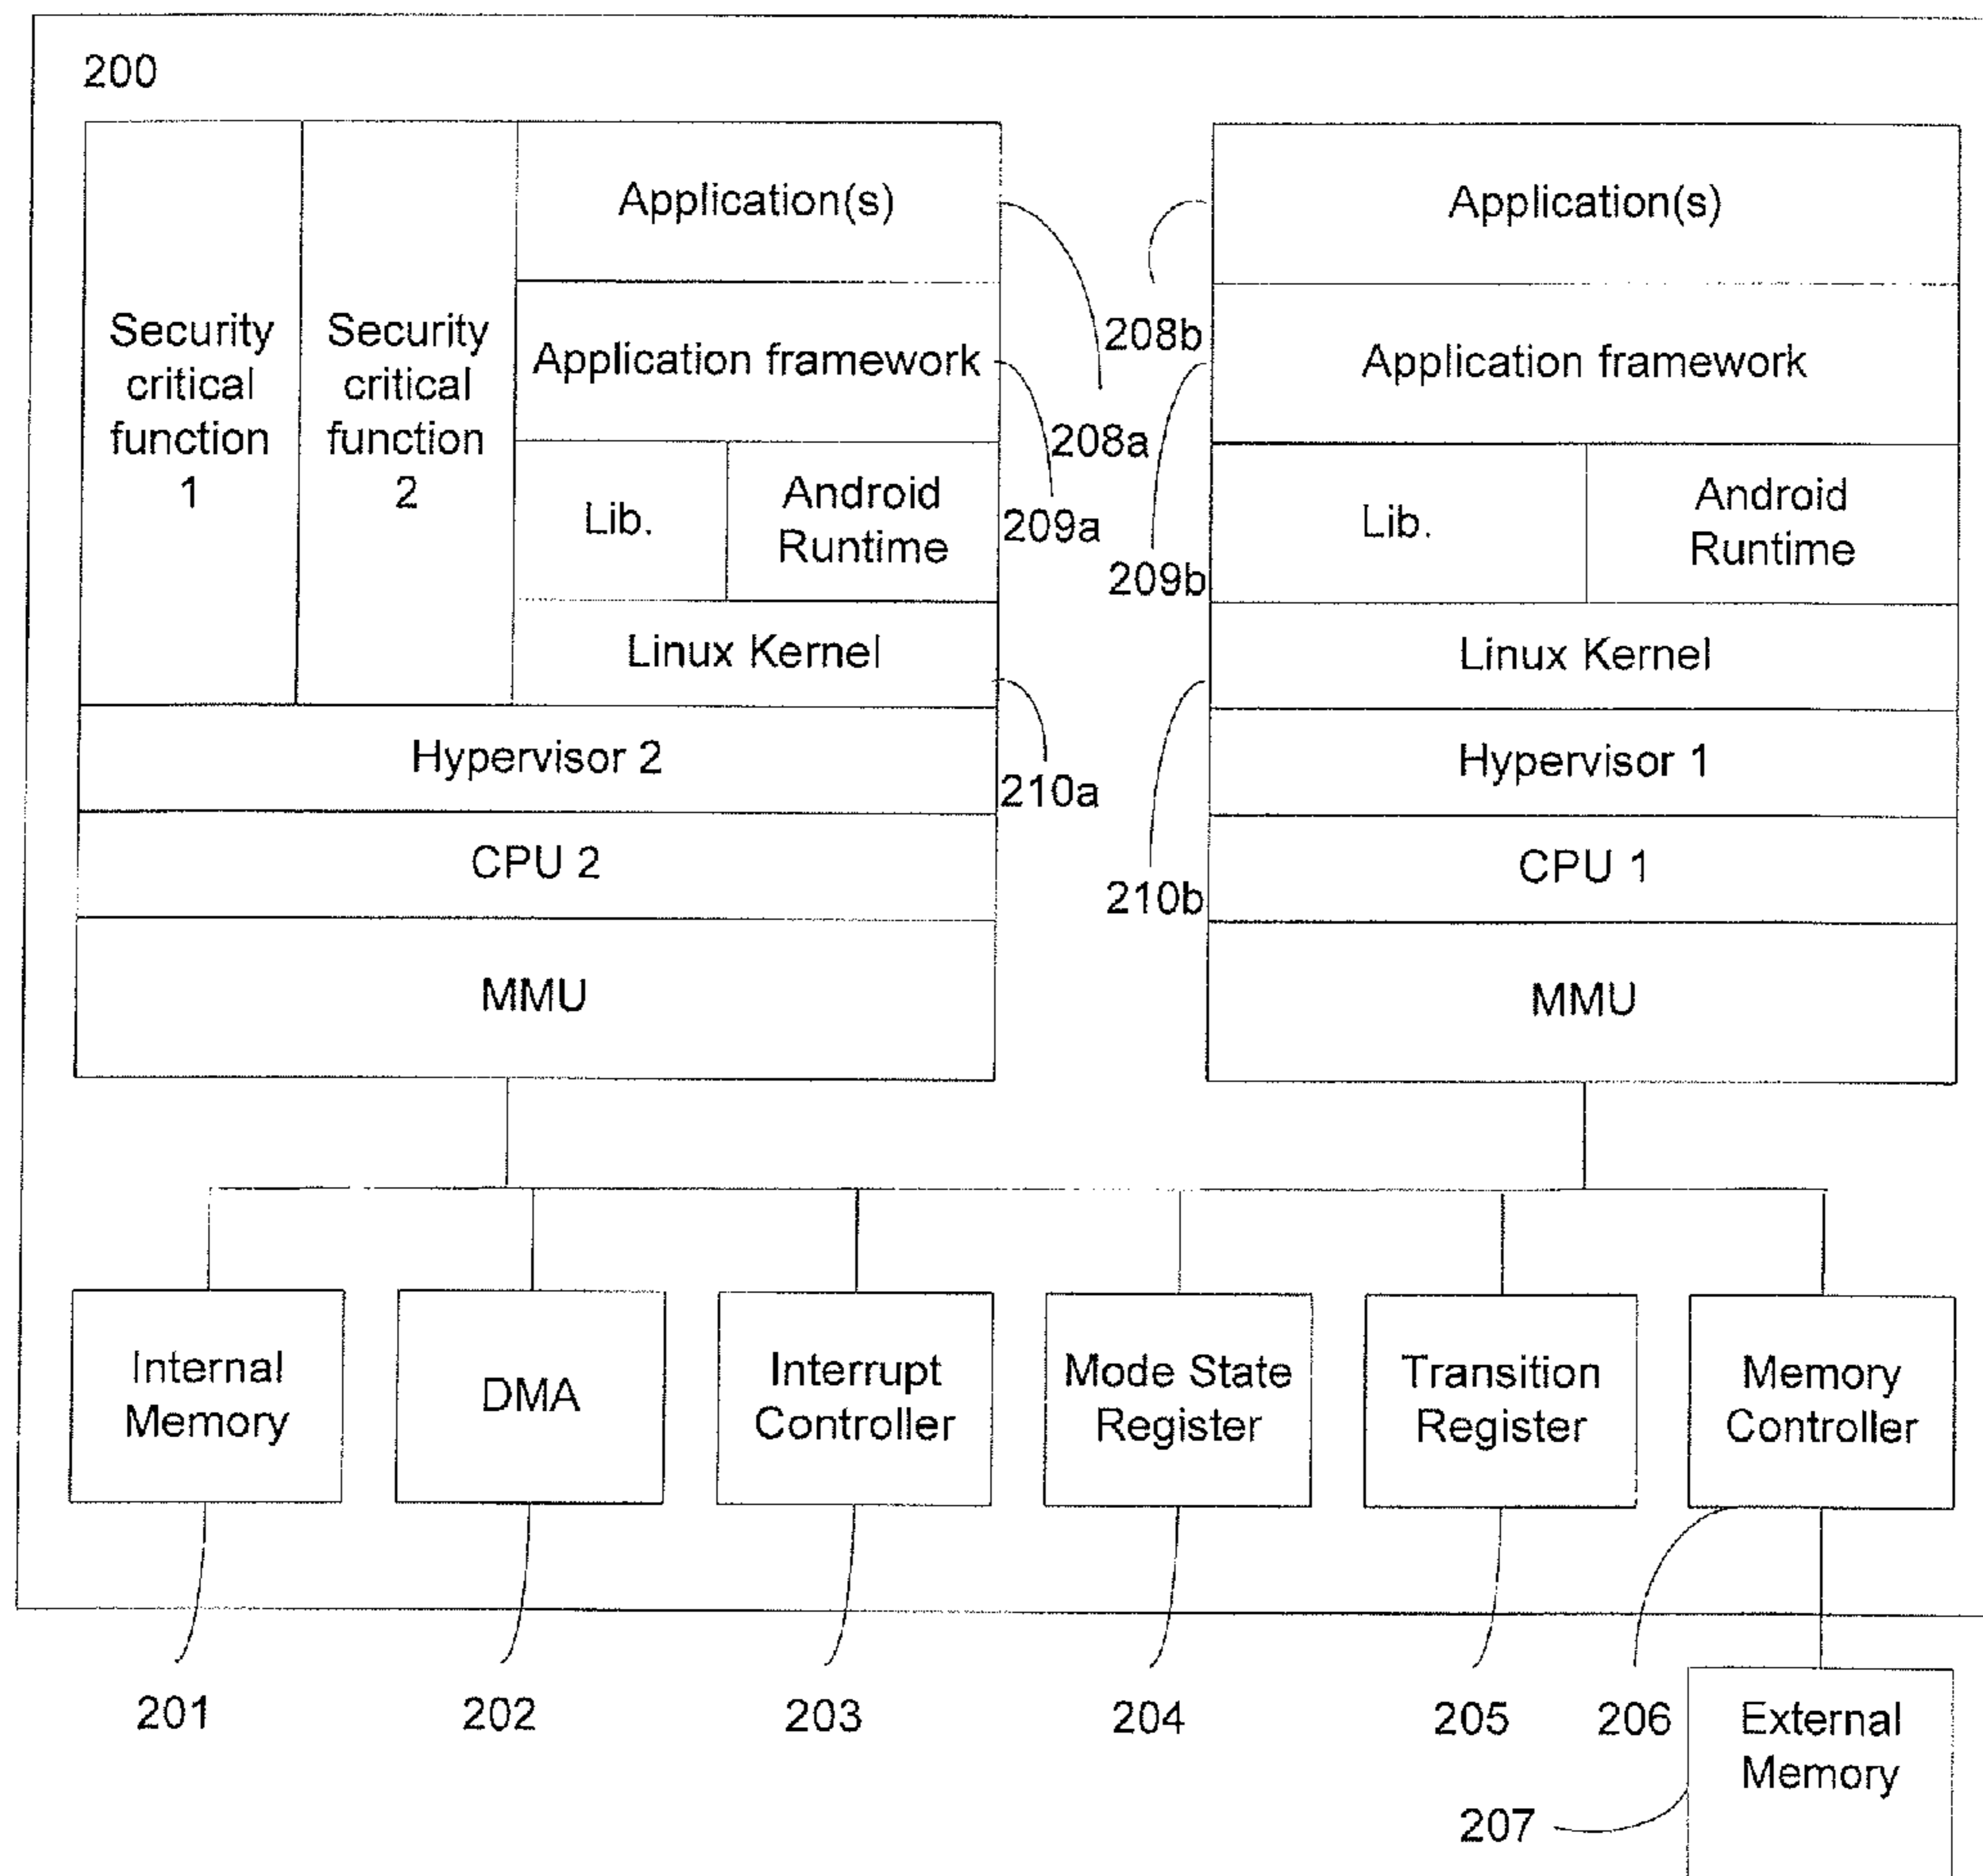 200
Security
critical
function
1
Security
critical
function
2
Application(s)
Application framework
Lib.
Android
Runtime
Linux Kernel
Hypervisor 2
CPU 2
MMU
208b
208a
209a
209b
210a
210b
Application(s)
Application framework
Lib.
Android
Runtime
Linux Kernel
Hypervisor 1
CPU 1
MMU
Internal
Memory
DMA
Interrupt
Controller
Mode State
Register
Transition
Register
Memory
Controller
201
202
203
204
205
206
External
Memory
207